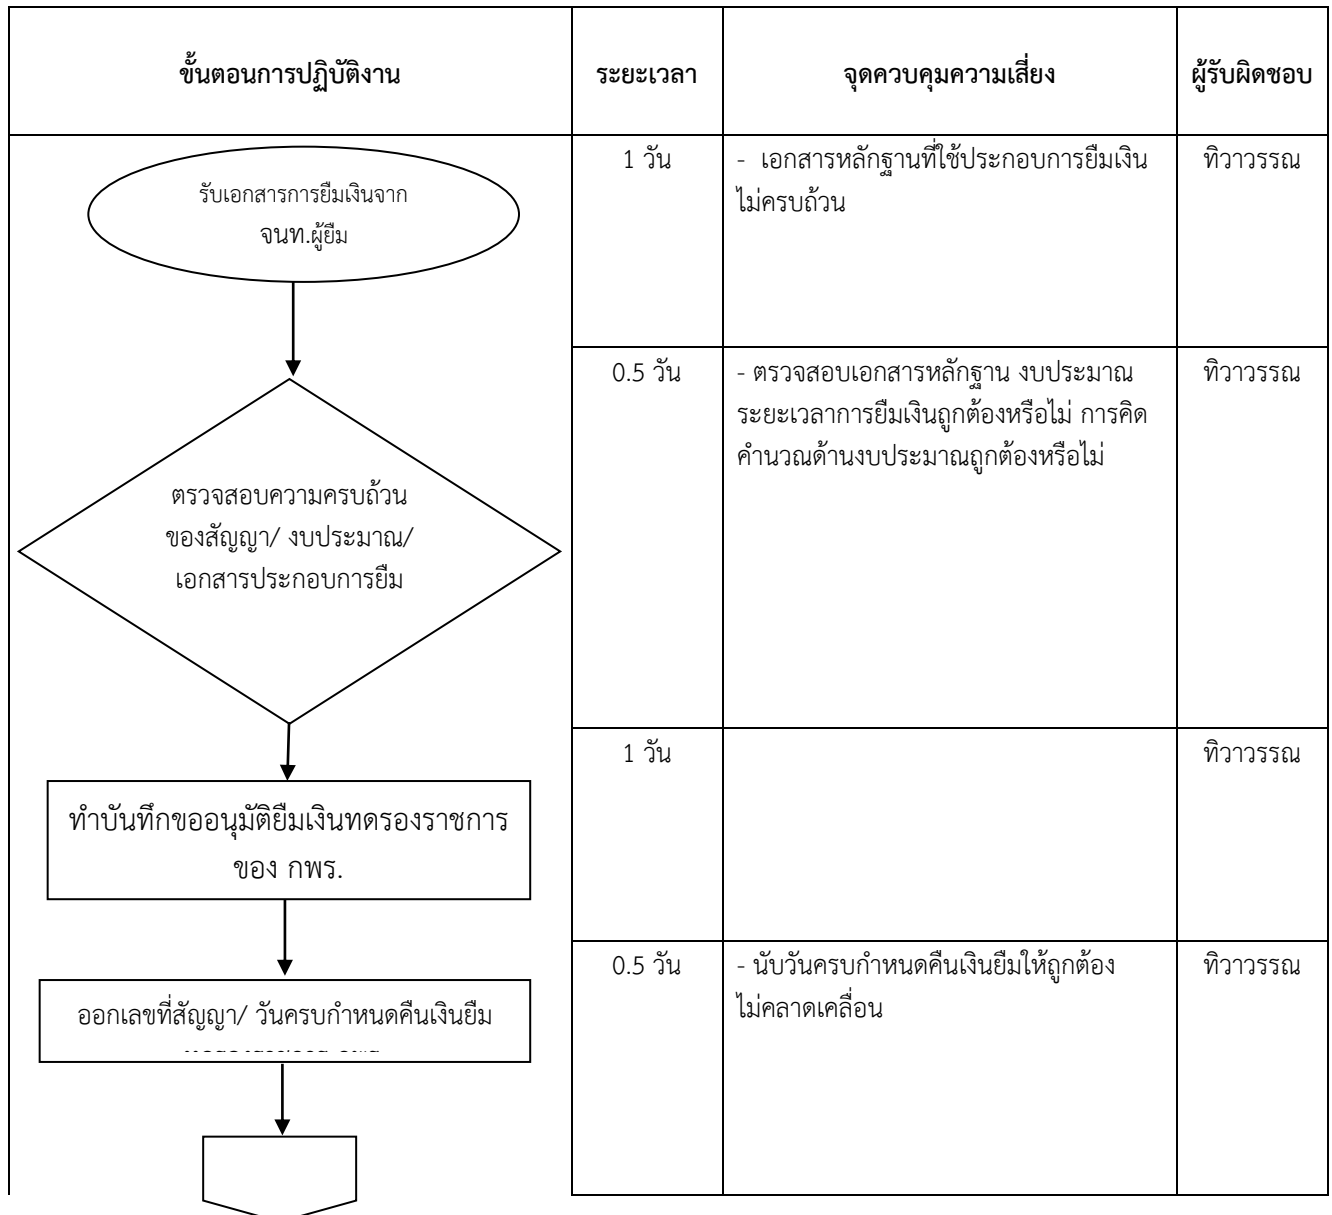 ขั้นตอนการปฏิบัติงาน
ระยะเวลา
จุดควบคุมความเสี่ยง
ผู้รับผิดชอบ
รับเอกสารการยืมเงินจาก
จนท.ผู้ยืม
1 วัน
- เอกสารหลักฐานที่ใช้ประกอบการยืมเงิน
ไม่ครบถ้วน
ทิวาวรรณ
ตรวจสอบความครบถ้วน
ของสัญญา/ งบประมาณ/
เอกสารประกอบการยืม
0.5 วัน
- ตรวจสอบเอกสารหลักฐาน งบประมาณ
ระยะเวลาการยืมเงินถูกต้องหรือไม่ การคิด
คำนวณด้านงบประมาณถูกต้องหรือไม่
ทิวาวรรณ
ทำบันทึกขออนุมัติยืมเงินทดรองราชการ
ของ กพร.
1 วัน
ทิวาวรรณ
ออกเลขที่สัญญา/ วันครบกำหนดคืนเงินยืม
0.5 วัน
- นับวันครบกำหนดคืนเงินยืมให้ถูกต้อง
ไม่คลาดเคลื่อน
ทิวาวรรณ